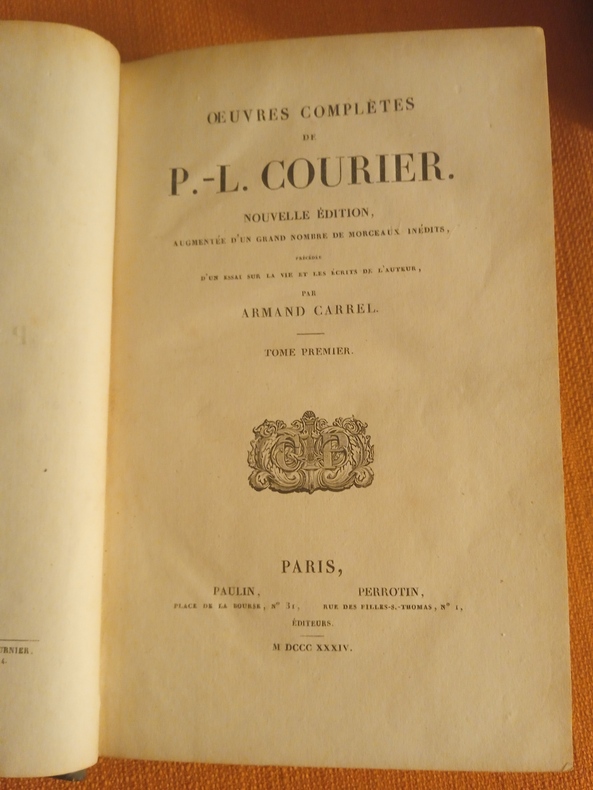 ŒUVRES COMPLÈTES
DE
P.-L. COURIER.
NOUVELLE ÉDITION,
AUGMENTÉE D'UN GRAND NOMBRE DE MORCEAUX INÉDITS,
PRÉCÉDÉE
D'UN ESSAI SUR LA VIE ET LES ÉCRITS DE L'AUTEUR,
PAR
ARMAND CARREL.
TOME PREMIER.
PARIS,
PAULIN, PERROTIN,
PLACE DE LA BOURSE, Nº 31, RUE DES FILLES-S.-THOMAS, Nº 1,
ÉDITEURS.
M DCCC XXXIV.
URNIER,
4.